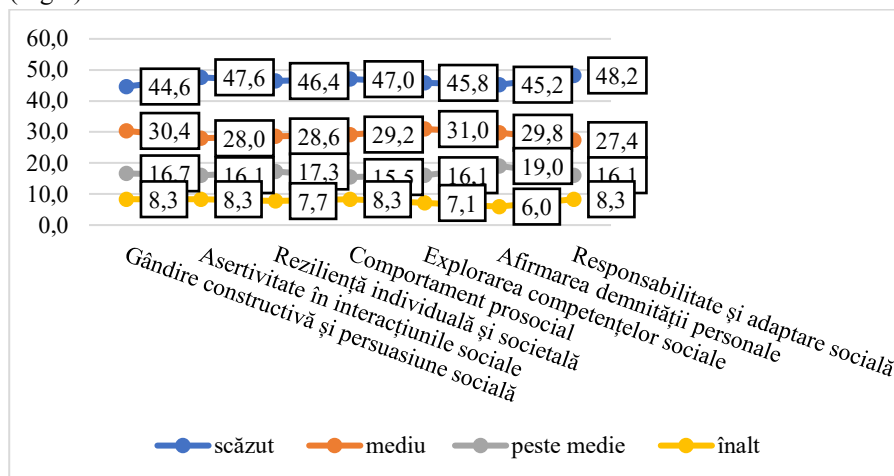 60,0
50,0
40,0
30,0
20,0
10,0
0,0
44,6 47,6 46,4 47,0 45,8 45,2 48,2
30,4 28,0 28,6 29,2 31,0 29,8 27,4
16,7 16,1 17,3 15,5 16,1 19,0 16,1
8,3 8,3 7,7 8,3 7,1 6,0 8,3
Gândire constructivă și persuasiune socială
Asertivitate în interacțiunile sociale
Reziliență individuală și societală
Comportament prosocial
Explorarea competențelor sociale
Afirmarea demnității personale
Responsabilitate și adaptare socială
scăzut mediu peste medie înalt